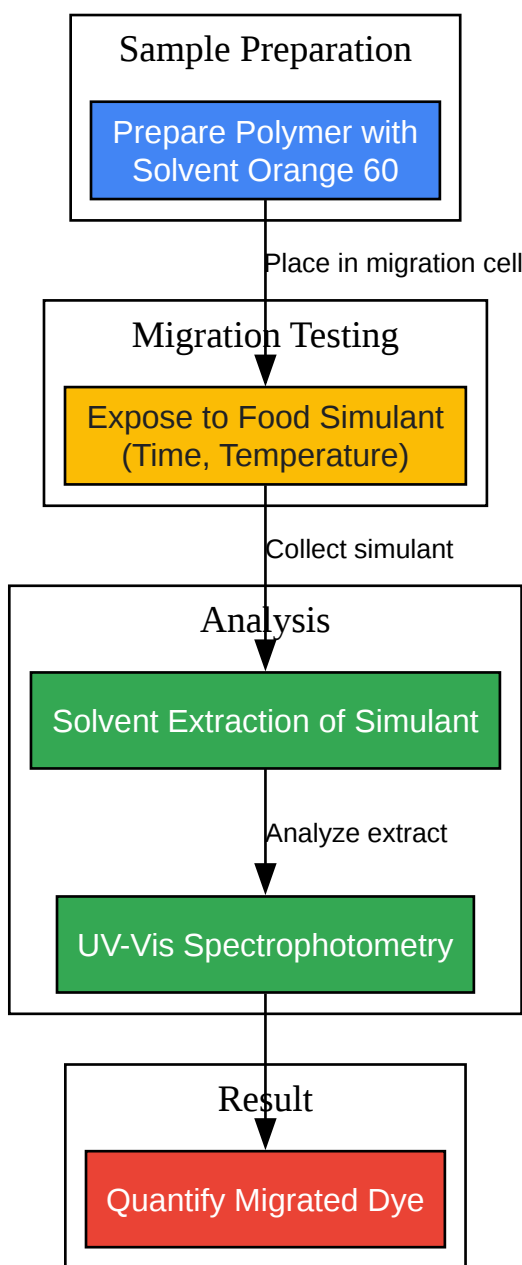 Sample Preparation
Prepare Polymer with
Solvent Orange 60
Place in migration cell
Migration Testing
Expose to Food Simulant
(Time, Temperature)
Collect simulant
Analysis
Solvent Extraction of Simulant
Analyze extract
UV-Vis Spectrophotometry
Result
Quantify Migrated Dye